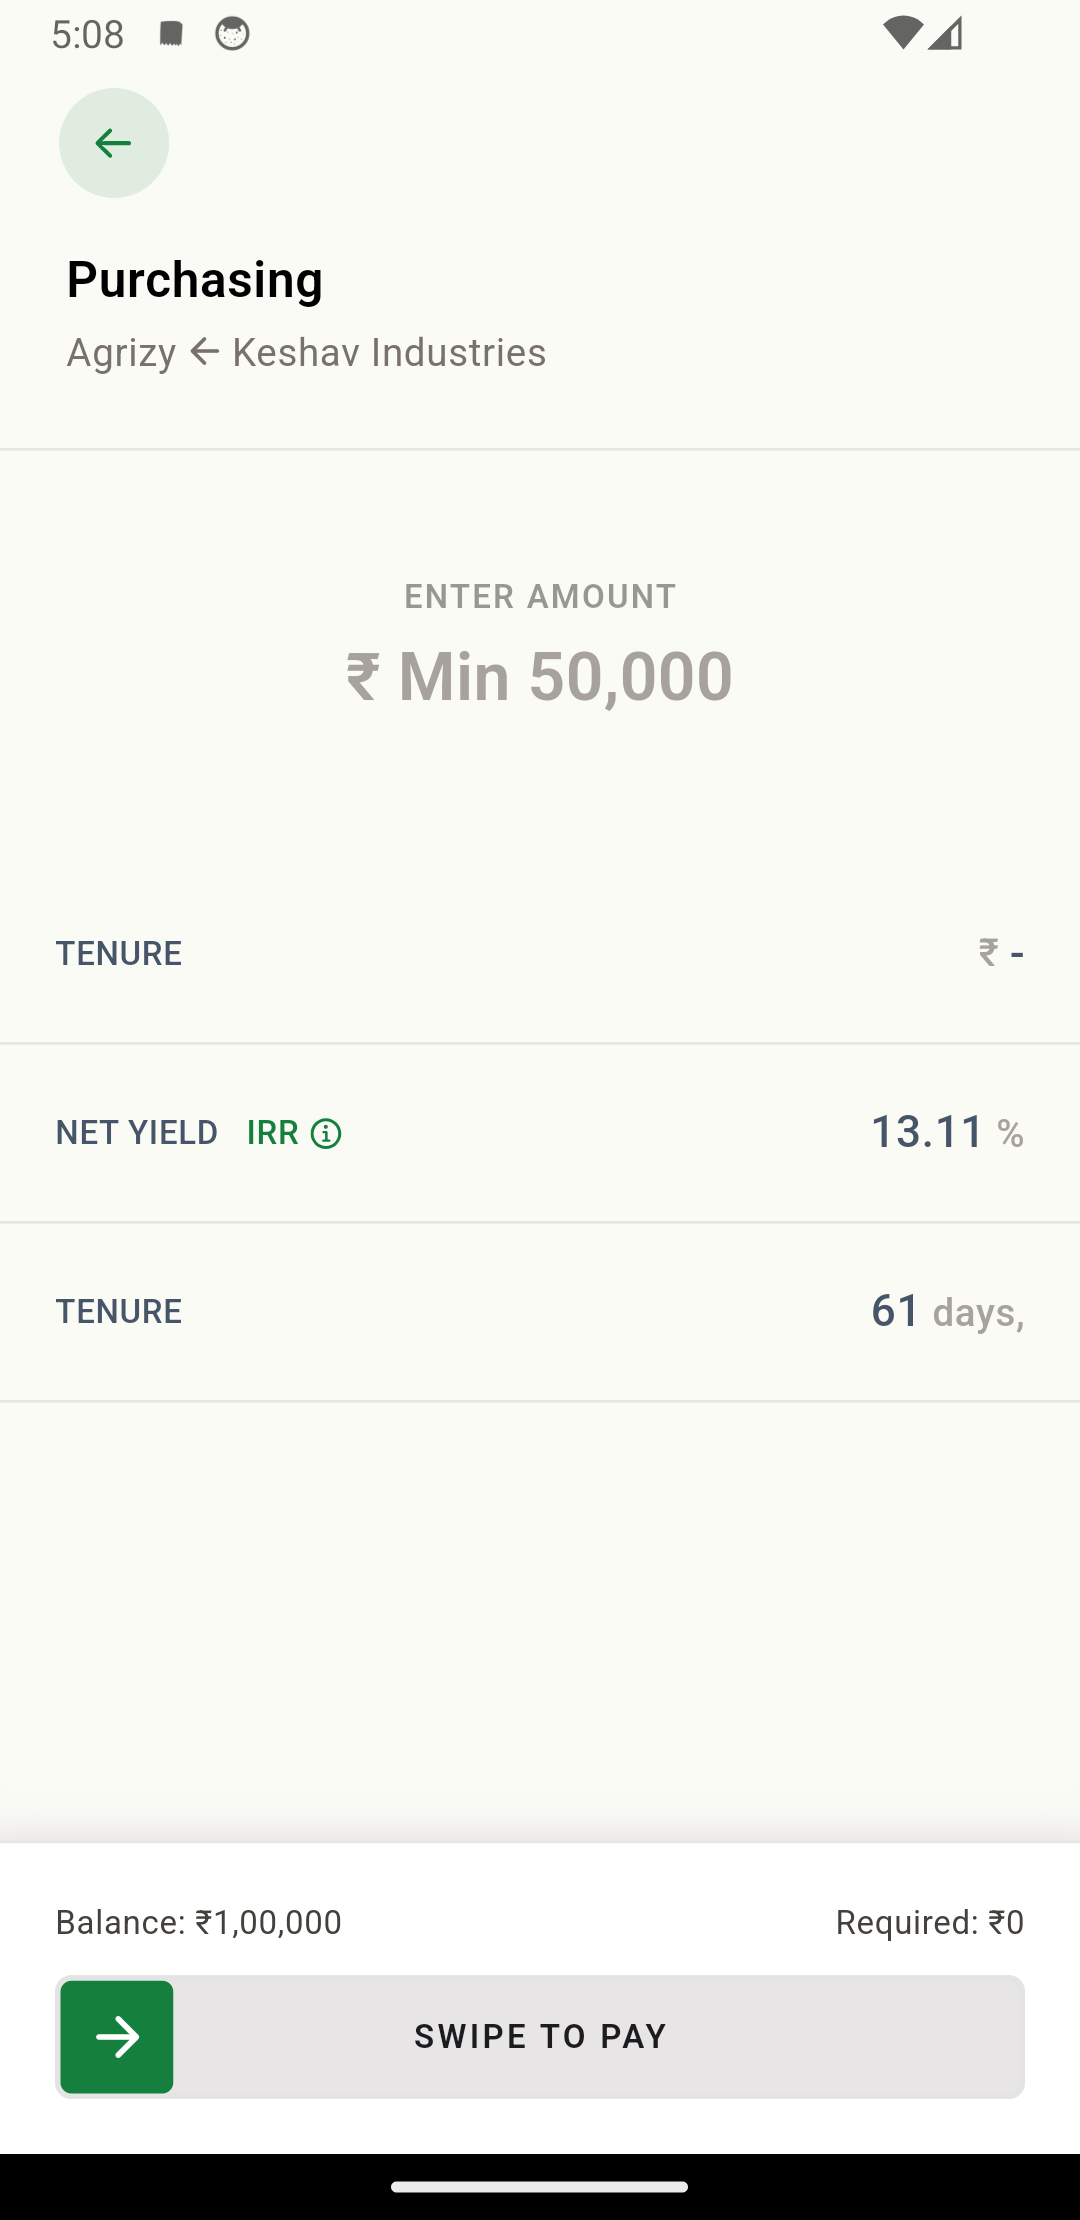 5:08
Purchasing
Agrizy ← Keshav Industries
ENTER AMOUNT
₹ Min 50,000
TENURE ₹ -
NET YIELD IRR 13.11 %
TENURE 61 days,
Balance: ₹1,00,000 Required: ₹0
SWIPE TO PAY